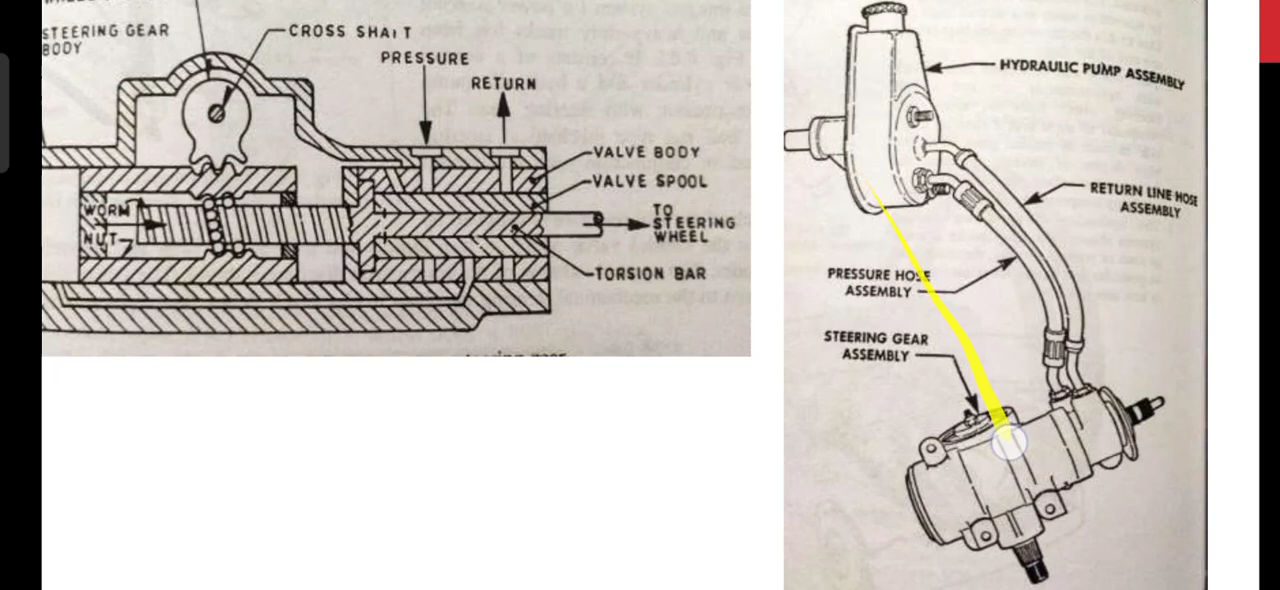 STEERING GEAR
BODY
CROSS SHAFT
PRESSURE
RETURN
VALVE BODY
VALVE SPOOL
TO
STEERING
WHEEL
TORSION BAR
WORM
NUT
HYDRAULIC PUMP ASSEMBLY
RETURN LINE HOSE
ASSEMBLY
PRESSURE HOSE
ASSEMBLY
STEERING GEAR
ASSEMBLY